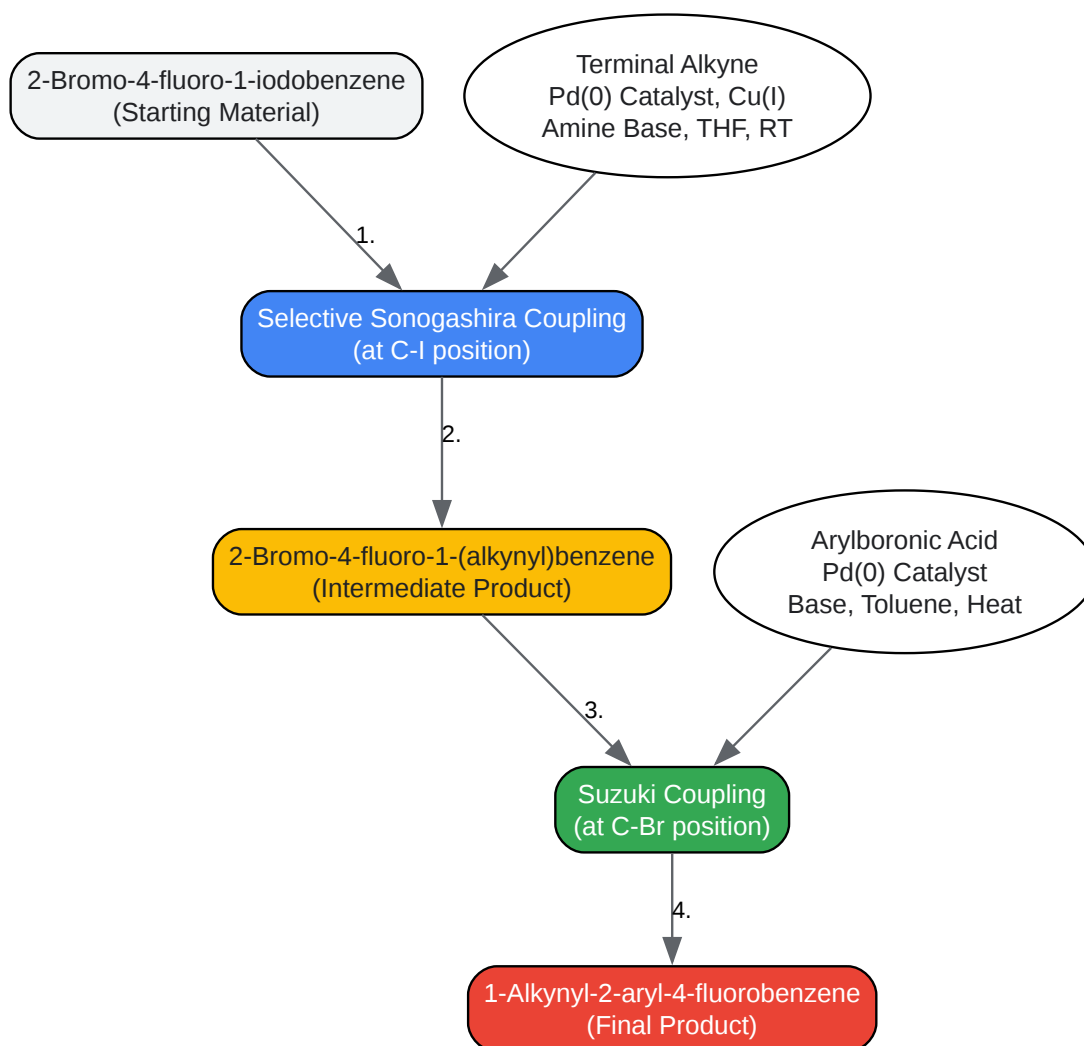 2-Bromo-4-fluoro-1-iodobenzene
(Starting Material)
Terminal Alkyne
Pd(0) Catalyst, Cu(I)
Amine Base, THF, RT
1.
Selective Sonogashira Coupling
(at C-I position)
2.
2-Bromo-4-fluoro-1-(alkynyl)benzene
(Intermediate Product)
Arylboronic Acid
Pd(0) Catalyst
Base, Toluene, Heat
3.
Suzuki Coupling
(at C-Br position)
4.
1-Alkynyl-2-aryl-4-fluorobenzene
(Final Product)